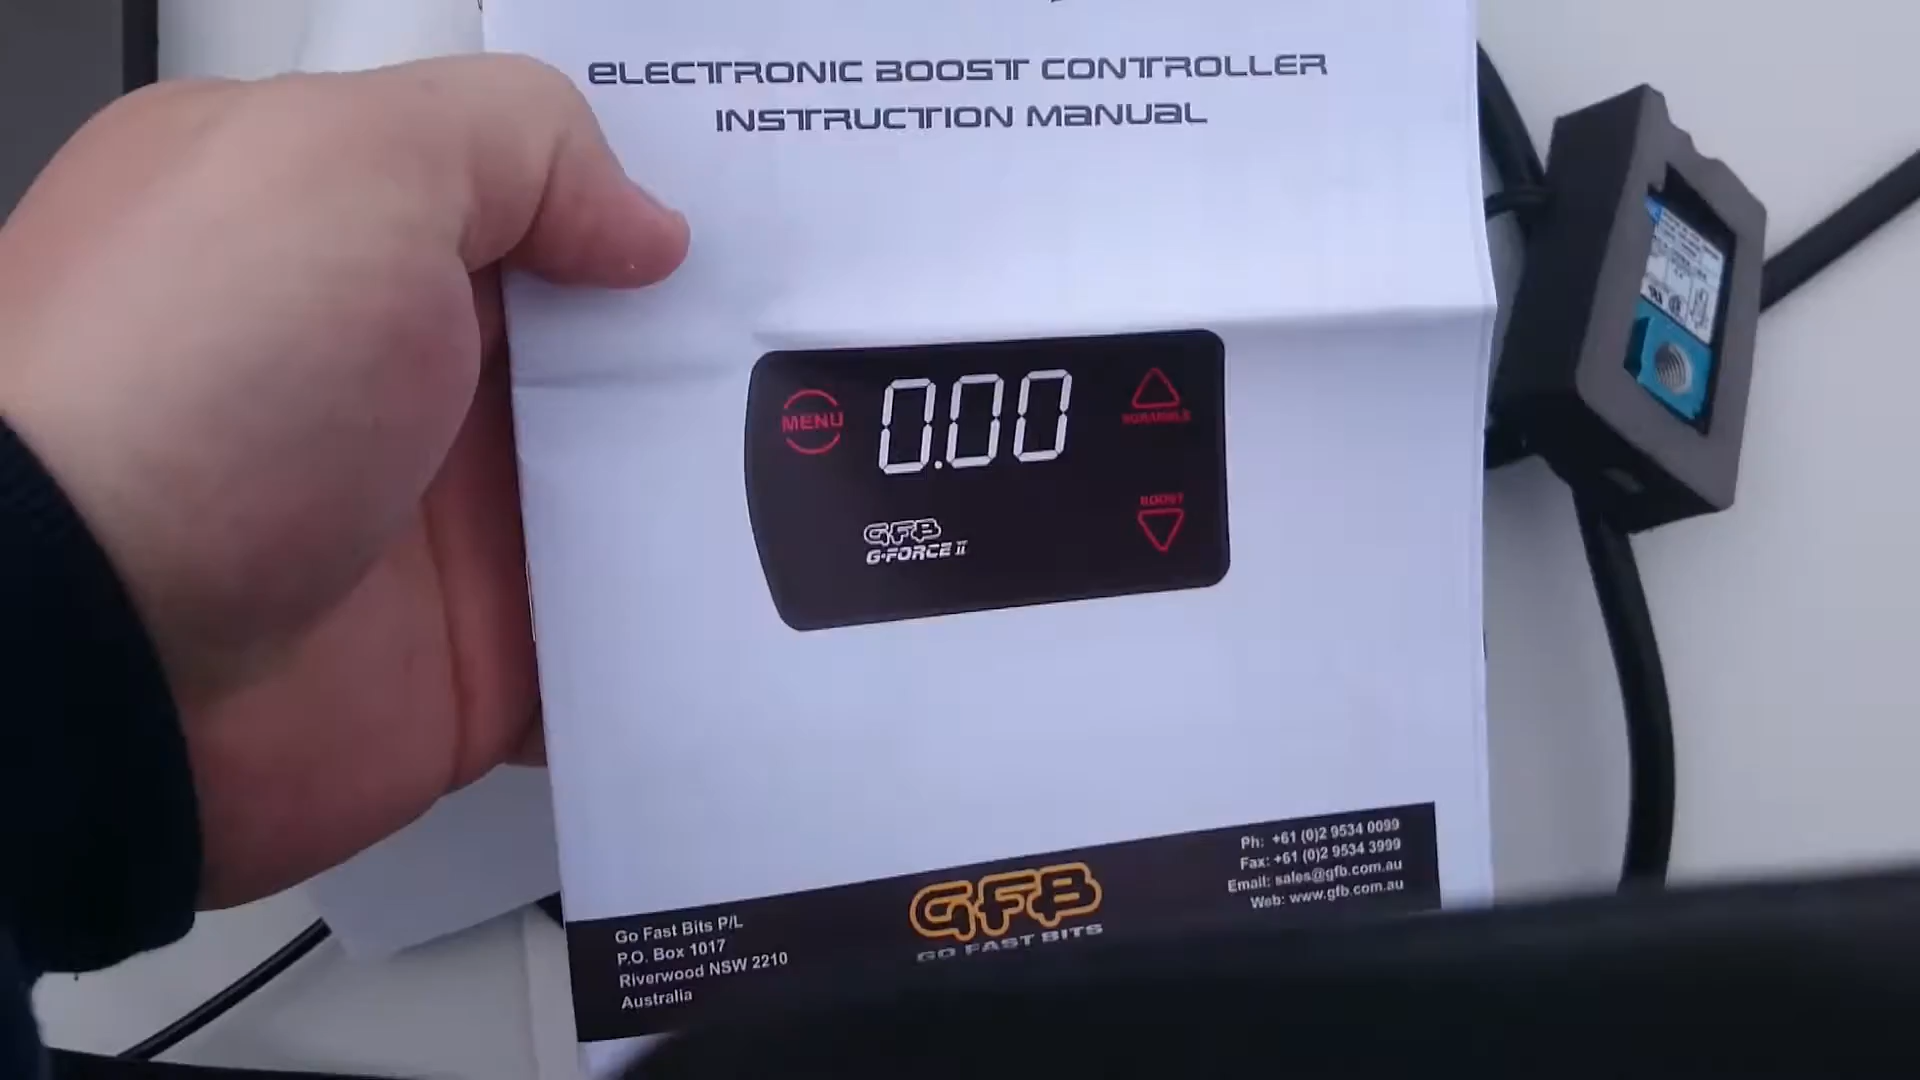 ELECTRONIC BOOST CONTROLLER
INSTRUCTION MANUAL
MENU
0.00
SCRAMBLE
BOOST
GFB
G-FORCE II
Go Fast Bits P/L
P.O. Box 1017
Riverwood NSW 2210
Australia
GFB
GO FAST BITS
Ph: +61 (0)2 9534 0099
Fax: +61 (0)2 9534 3999
Email: sales@gfb.com.au
Web: www.gfb.com.au